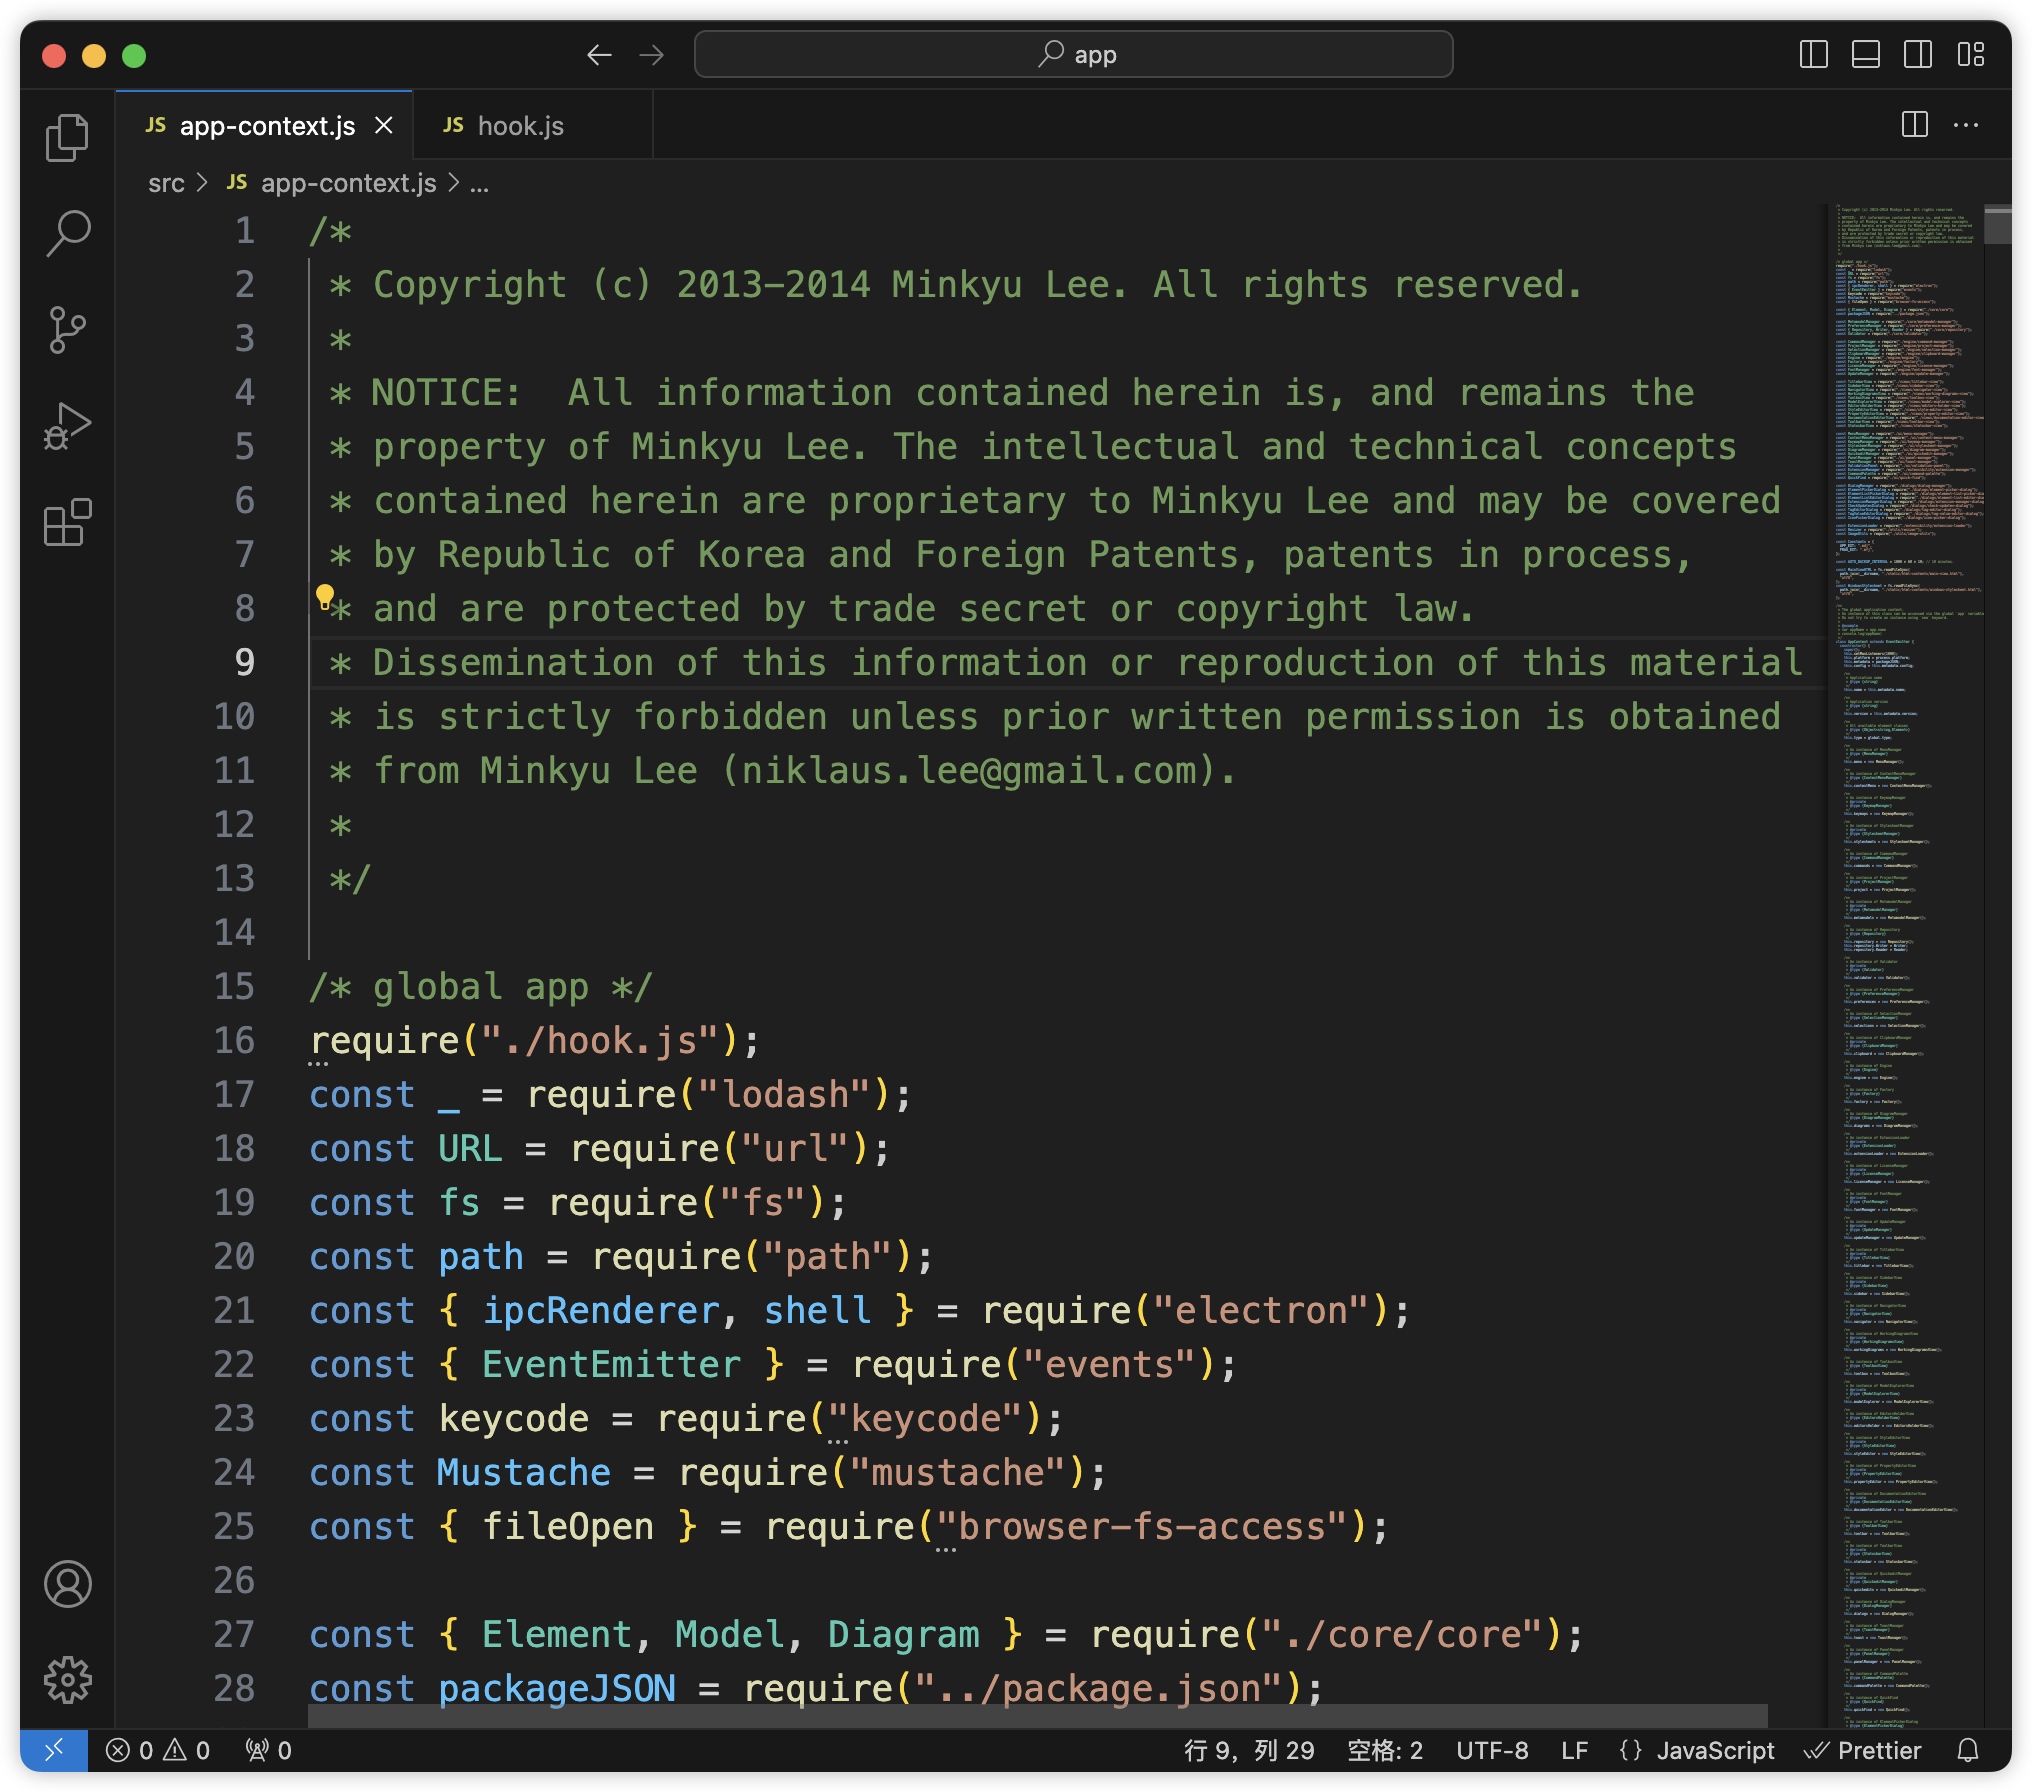 app
JS app-context.js
JS hook.js
src > JS app-context.js > ...
1 /*
2 * Copyright (c) 2013-2014 Minkyu Lee. All rights reserved.
3 *
4 * NOTICE:  All information contained herein is, and remains the
5 * property of Minkyu Lee. The intellectual and technical concepts
6 * contained herein are proprietary to Minkyu Lee and may be covered
7 * by Republic of Korea and Foreign Patents, patents in process,
8 * and are protected by trade secret or copyright law.
9 * Dissemination of this information or reproduction of this material
10 * is strictly forbidden unless prior written permission is obtained
11 * from Minkyu Lee (niklaus.lee@gmail.com).
12 *
13 */
14
15 /* global app */
16 require("./hook.js");
17 const _ = require("lodash");
18 const URL = require("url");
19 const fs = require("fs");
20 const path = require("path");
21 const { ipcRenderer, shell } = require("electron");
22 const { EventEmitter } = require("events");
23 const keycode = require("keycode");
24 const Mustache = require("mustache");
25 const { fileOpen } = require("browser-fs-access");
26
27 const { Element, Model, Diagram } = require("./core/core");
28 const packageJSON = require("../package.json");
0 0 0 行 9，列 29 空格: 2 UTF-8 LF {} JavaScript Prettier